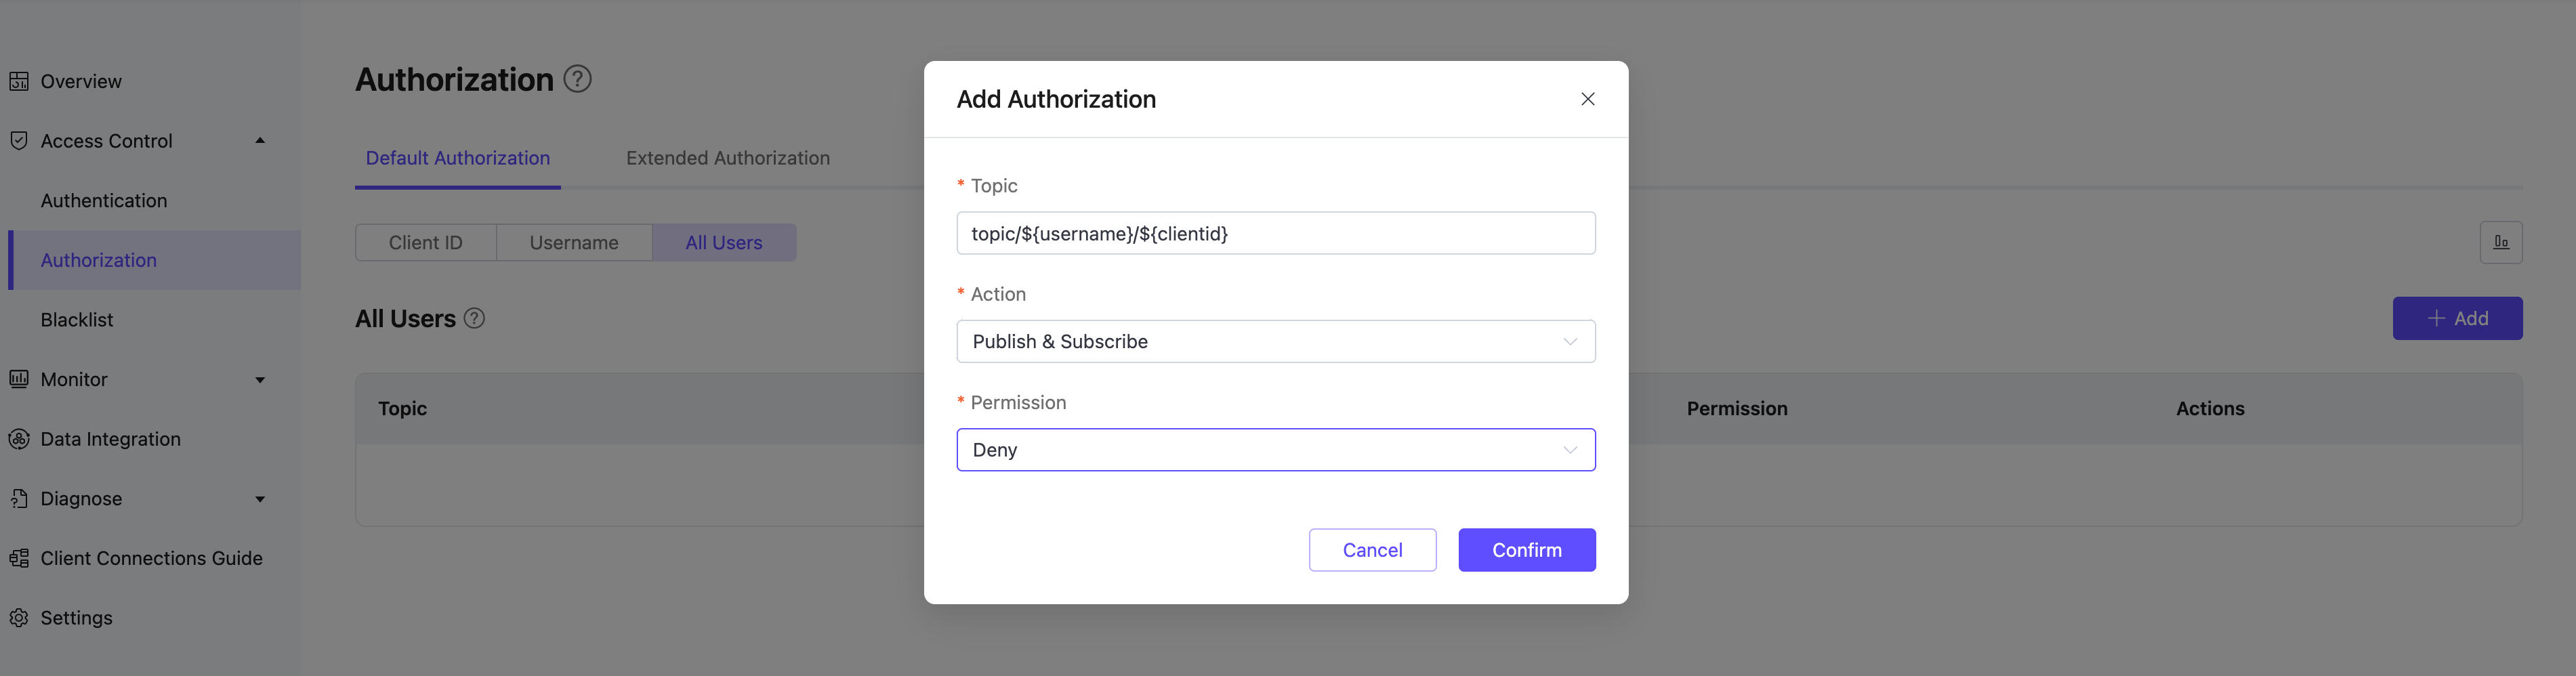 Overview
Access Control
Authentication
Authorization
Blacklist
Monitor
Data Integration
Diagnose
Client Connections Guide
Settings
Authorization ?
Default Authorization Extended Authorization
Client ID Username All Users
All Users ?
+ Add
Topic Permission Actions
Add Authorization
* Topic
topic/${username}/${clientid}
* Action
Publish & Subscribe
* Permission
Deny
Cancel Confirm